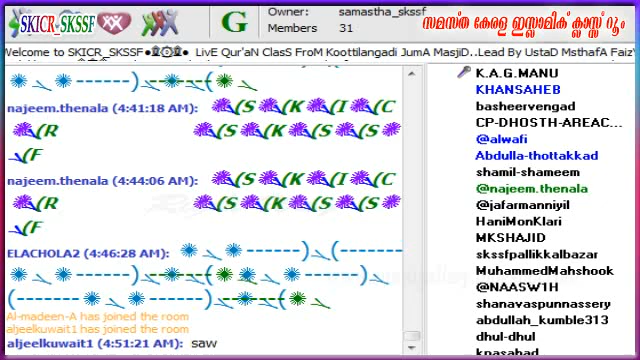 SKICR_SKSSF
G
Owner: samastha_skssf
Members 31
സമസ്ത കേരള ഇസ്ലാമിക് ക്ലാസ്സ് റൂം
Welcome to SKICR_SKSSF LivE Qur'aN ClasS FroM Koottilangadi JumA MasjiD..Lead By UstaD MsthafA FaiZ
najeem.thenala (4:41:18 AM): (S (K (I (C
(R (S (K (S (S (S
(F
najeem.thenala (4:44:06 AM): (S (K (I (C
(R (S (K (S (S (S
(F
ELACHOLA2 (4:46:28 AM):
Al-madeen-A has joined the room
aljeelkuwait1 has joined the room
aljeelkuwait1 (4:51:21 AM): saw
K.A.G.MANU
KHANSAHEB
basheervengad
CP-DHOSTH-AREAC...
@alwafi
Abdulla-thottakkad
shamil-shameem
@najeem.thenala
@jafarmanniyil
HaniMonKlari
MKSHAJID
skssfpallikkalbazar
MuhammedMahshook
@NAASW1H
shanavaspunnassery
abdullah_kumble313
dhul-dhul
kpasahad